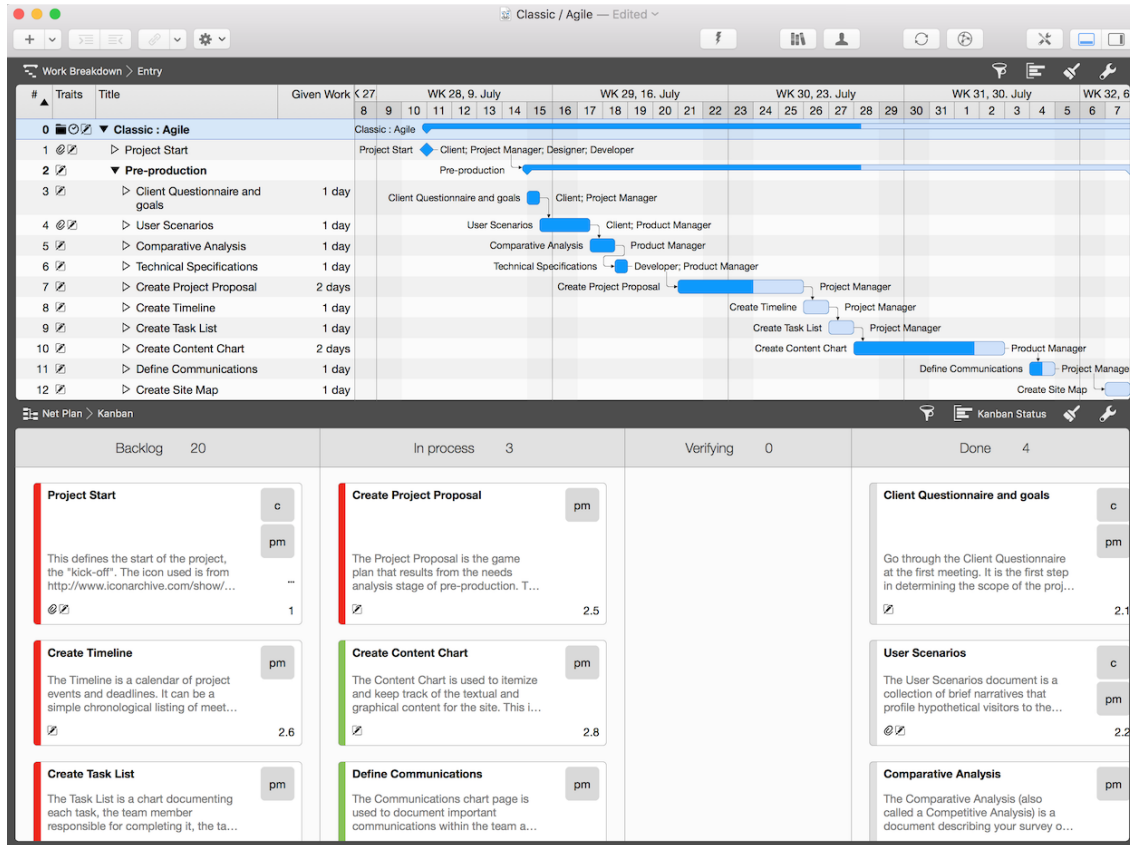 Classic / Agile — Edited
Work Breakdown > Entry
# Traits Title Given Work
K 27 WK 28, 9. July WK 29, 16. July WK 30, 23. July WK 31, 30. July WK 32, 6
8 9 10 11 12 13 14 15 16 17 18 19 20 21 22 23 24 25 26 27 28 29 30 31 1 2 3 4 5 6 7
0 Classic : Agile Classic : Agile
1 Project Start Project Start Client; Project Manager; Designer; Developer
2 Pre-production Pre-production
3 Client Questionnaire and goals 1 day Client Questionnaire and goals Client; Project Manager
4 User Scenarios 1 day User Scenarios Client; Product Manager
5 Comparative Analysis 1 day Comparative Analysis Product Manager
6 Technical Specifications 1 day Technical Specifications Developer; Product Manager
7 Create Project Proposal 2 days Create Project Proposal Project Manager
8 Create Timeline 1 day Create Timeline Project Manager
9 Create Task List 1 day Create Task List Project Manager
10 Create Content Chart 2 days Create Content Chart Product Manager
11 Define Communications 1 day Define Communications Project Manage
12 Create Site Map 1 day Create Site Map
Net Plan > Kanban Kanban Status
Backlog 20
In process 3
Verifying 0
Done 4
Project Start
c
pm
This defines the start of the project,
the "kick-off". The icon used is from
http://www.iconarchive.com/show/...
...
1
Create Timeline
pm
The Timeline is a calendar of project
events and deadlines. It can be a
simple chronological listing of meet...
2.6
Create Task List
pm
The Task List is a chart documenting
each task, the team member
responsible for completing it, the ta...
Create Project Proposal
pm
The Project Proposal is the game
plan that results from the needs
analysis stage of pre-production. T...
2.5
Create Content Chart
pm
The Content Chart is used to itemize
and keep track of the textual and
graphical content for the site. This i...
2.8
Define Communications
pm
The Communications chart page is
used to document important
communications within the team a...
Client Questionnaire and goals
c
pm
Go through the Client Questionnaire
at the first meeting. It is the first step
in determining the scope of the proj...
2.1
User Scenarios
c
pm
The User Scenarios document is a
collection of brief narratives that
profile hypothetical visitors to the...
2.2
Comparative Analysis
pm
The Comparative Analysis (also
called a Competitive Analysis) is a
document describing your survey o...